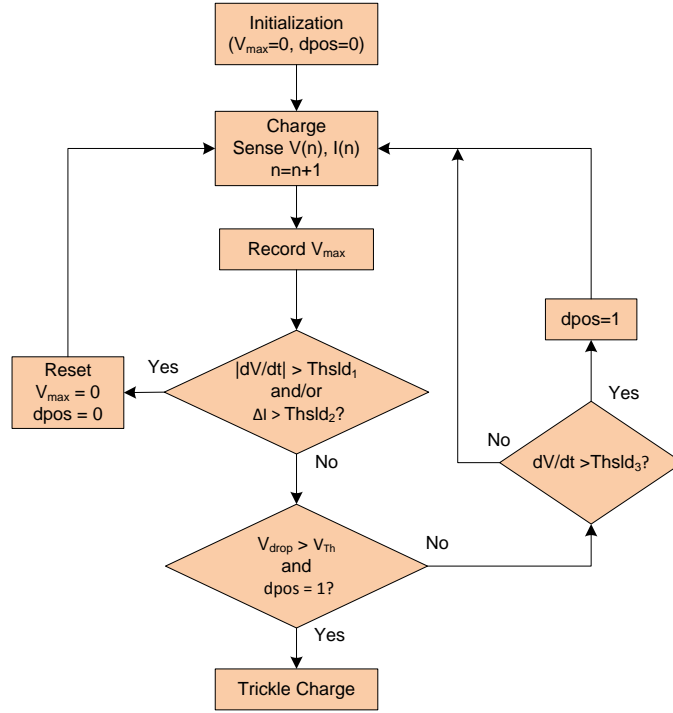 Initialization
(Vmax=0, dpos=0)
Charge
Sense V(n), I(n)
n=n+1
Record Vmax
|dV/dt| > Thsld1
and/or
ΔI > Thsld2?
Yes
Reset
Vmax = 0
dpos = 0
No
Vdrop > VTh
and
dpos = 1?
No
Yes
Trickle Charge
dV/dt >Thsld3?
No
Yes
dpos=1